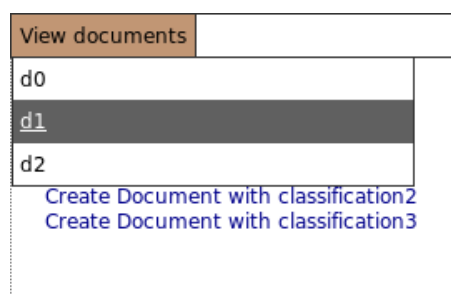 View documents
d0
d1
d2
Create Document with classification2
Create Document with classification3